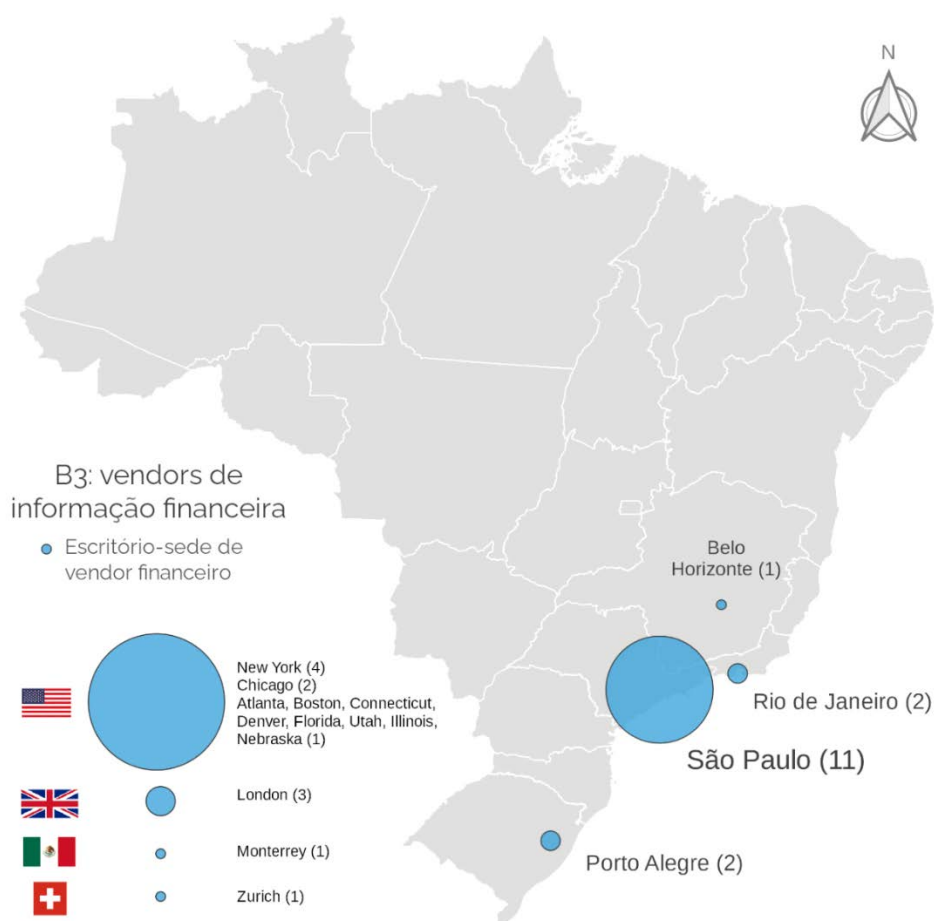 N
B3: vendors de
informação financeira
Escritório-sede de
vendor financeiro
Belo
Horizonte (1)
Rio de Janeiro (2)
São Paulo (11)
Porto Alegre (2)
New York (4)
Chicago (2)
Atlanta, Boston, Connecticut,
Denver, Florida, Utah, Illinois,
Nebraska (1)
London (3)
Monterrey (1)
Zurich (1)